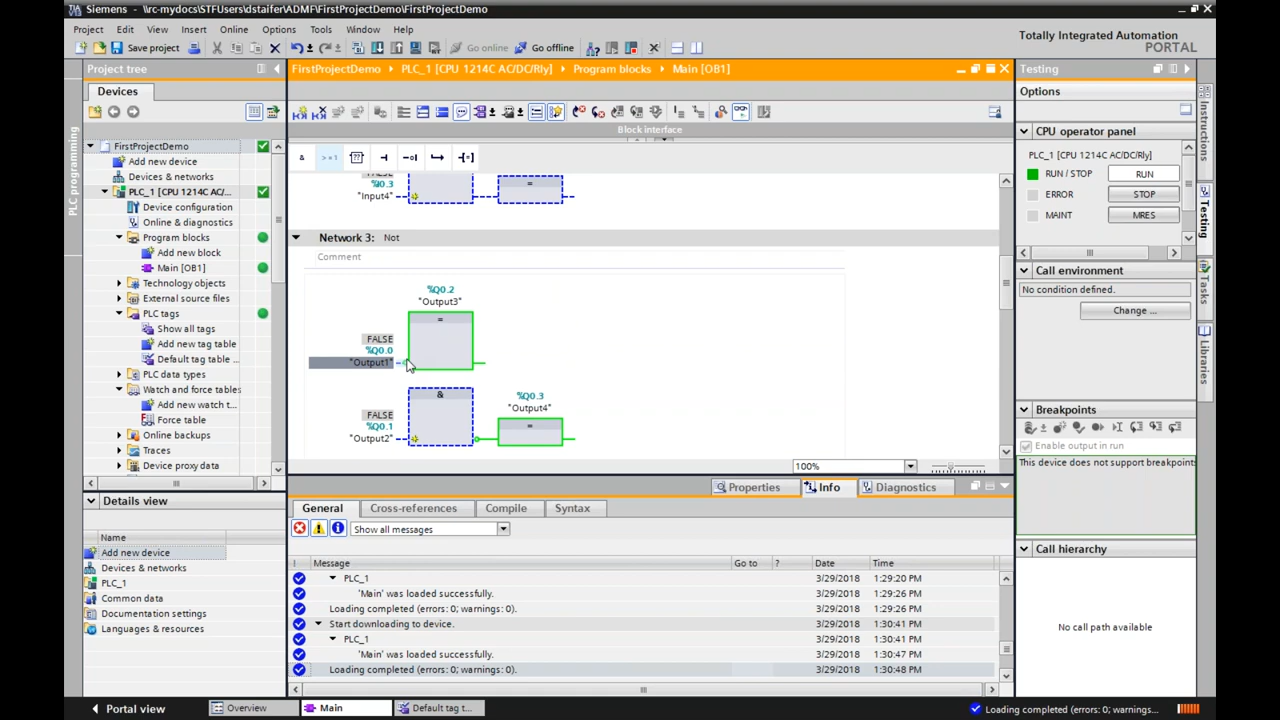 Siemens - \\rc-mydocs\STFUsers\dstaifer\ADMF\FirstProjectDemo\FirstProjectDemo
Project Edit View Insert Online Options Tools Window Help
Totally Integrated Automation
PORTAL
Save project Go online Go offline
Project tree
FirstProjectDemo PLC_1 [CPU 1214C AC/DC/Rly] Program blocks Main [OB1]
Testing
Devices
Options
PLC programming
Block interface
CPU operator panel
FirstProjectDemo
Add new device
Devices & networks
PLC_1 [CPU 1214C AC/...
Device configuration
Online & diagnostics
Program blocks
Add new block
Main [OB1]
Technology objects
External source files
PLC tags
Show all tags
Add new tag table
Default tag table ...
PLC data types
Watch and force tables
Add new watch t...
Force table
Online backups
Traces
Device proxy data
& >=1 ??
FALSE
%Q0.3
"Input4"
=
Network 3: Not
Comment
%Q0.2
"Output3"
=
FALSE
%Q0.0
"Output1"
&
FALSE
%Q0.1
"Output2"
%Q0.3
"Output4"
=
100%
PLC_1 [CPU 1214C AC/DC/Rly]
RUN / STOP RUN
ERROR STOP
MAINT MRES
Call environment
No condition defined.
Change ...
Breakpoints
Enable output in run
This device does not support breakpoints
Call hierarchy
No call path available
Instructions
Testing
Tasks
Libraries
Properties Info Diagnostics
General Cross-references Compile Syntax
Show all messages
! Message Go to ? Date Time
PLC_1 3/29/2018 1:29:20 PM
'Main' was loaded successfully. 3/29/2018 1:29:26 PM
Loading completed (errors: 0; warnings: 0). 3/29/2018 1:29:26 PM
Start downloading to device. 3/29/2018 1:30:41 PM
PLC_1 3/29/2018 1:30:41 PM
'Main' was loaded successfully. 3/29/2018 1:30:47 PM
Loading completed (errors: 0; warnings: 0). 3/29/2018 1:30:48 PM
Details view
Name
Add new device
Devices & networks
PLC_1
Common data
Documentation settings
Languages & resources
Portal view Overview Main Default tag t... Loading completed (errors: 0; warnings...